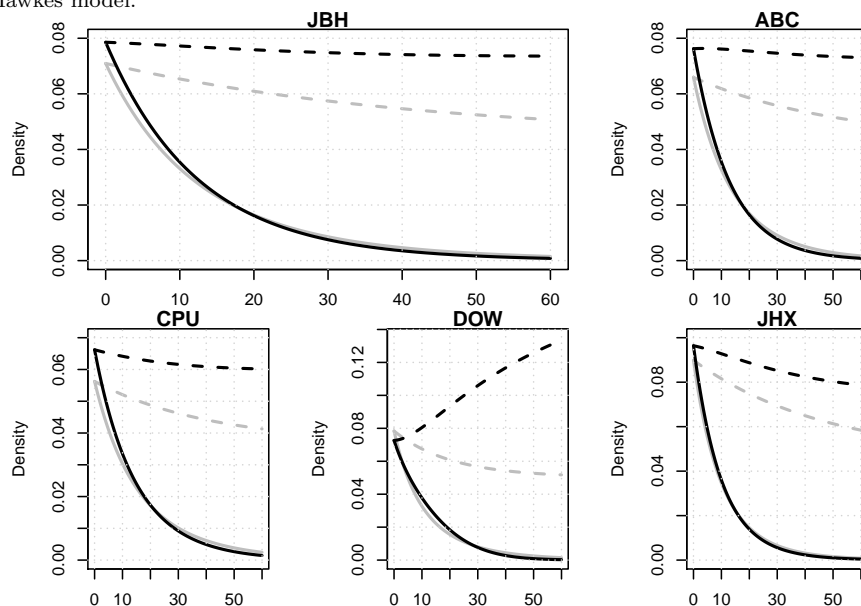 Hawkes model.
JBH
ABC
Density
0.00 0.02 0.04 0.06 0.08
0 10 20 30 40 50 60
Density
0.00 0.02 0.04 0.06 0.08
0 10 30 50
CPU
DOW
JHX
Density
0.00 0.02 0.04 0.06
0 10 30 50
Density
0.00 0.04 0.08 0.12
0 10 30 50
Density
0.00 0.04 0.08
0 10 30 50